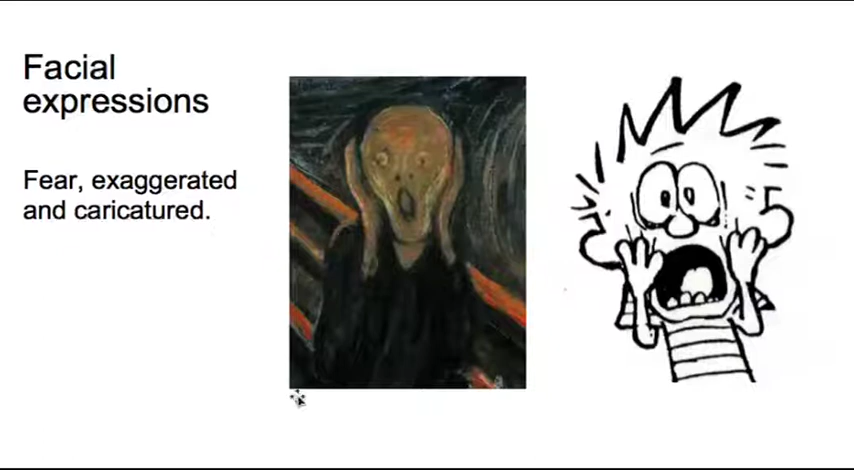 Facial
expressions
Fear, exaggerated
and caricatured.